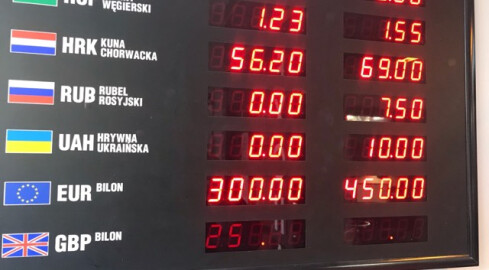 WĘGIERSKI 1.23 1.55
HRK KUNA CHORWACKA 56.20 69.00
RUB RUBEL ROSYJSKI 0.00 7.50
UAH HRYWNA UKRAIŃSKA 0.00 10.00
EUR BILON 300.00 450.00
GBP BILON 25 .